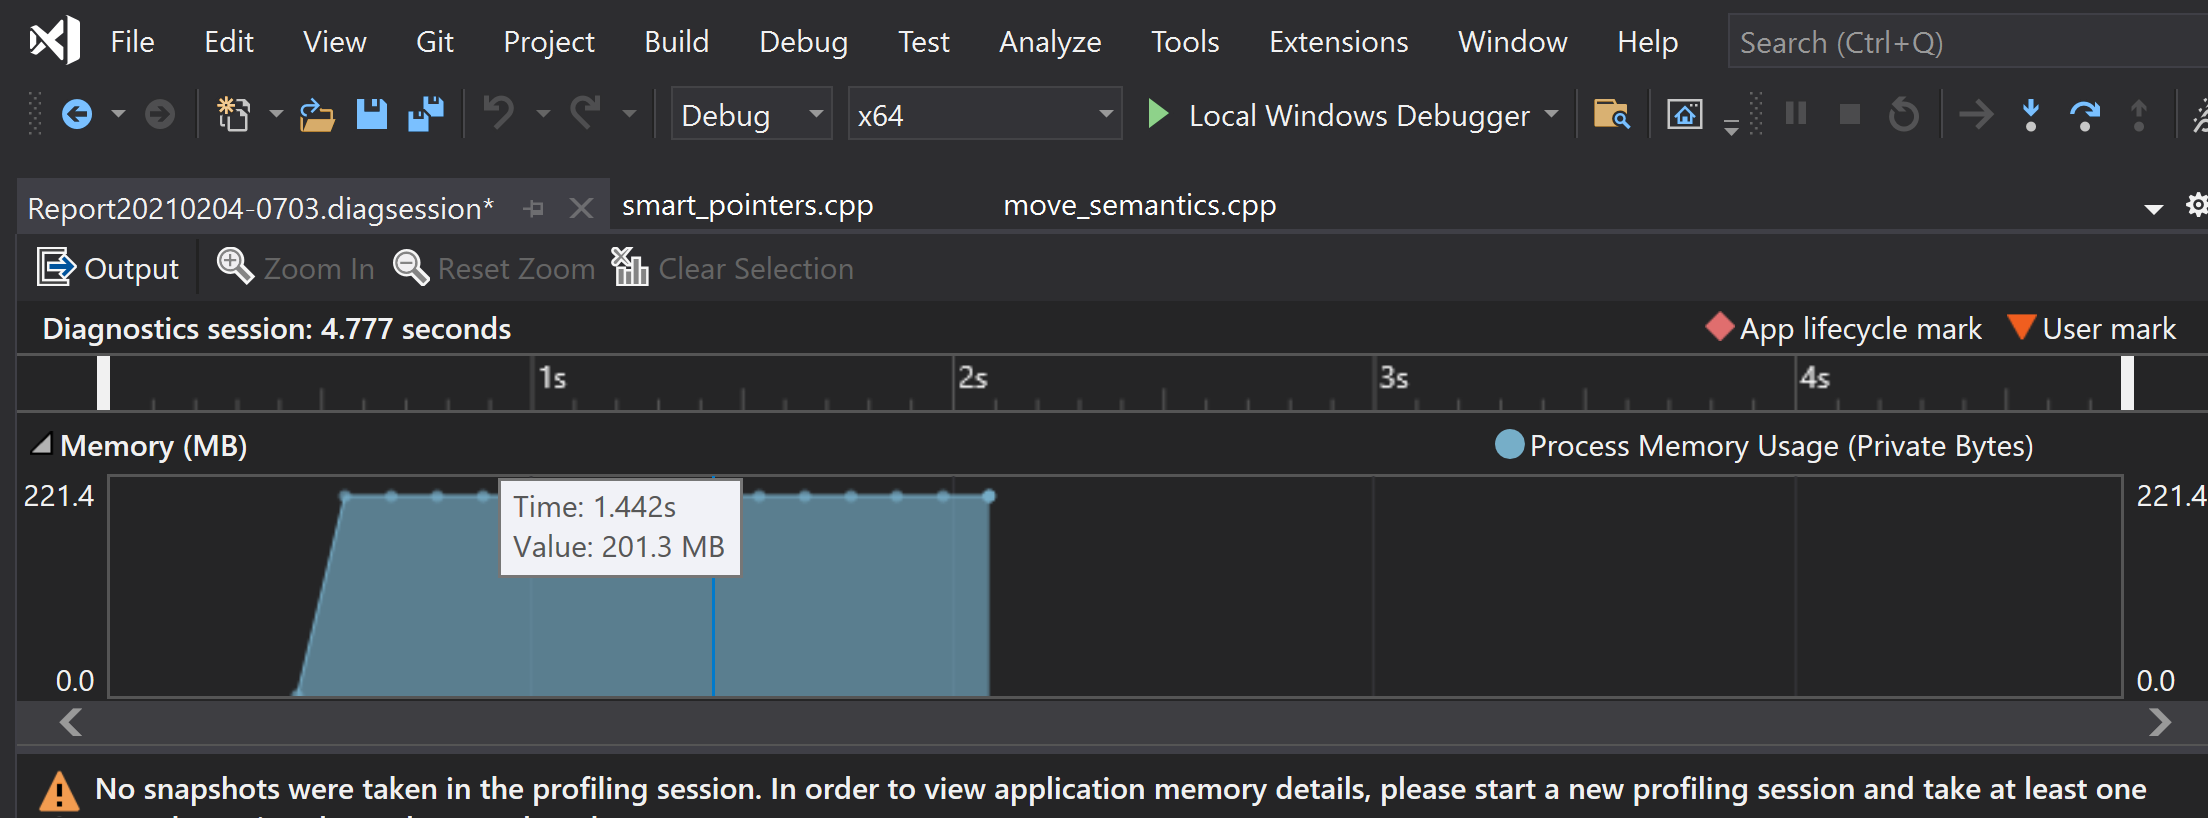 File Edit View Git Project Build Debug Test Analyze Tools Extensions Window Help Search (Ctrl+Q)
Debug x64 Local Windows Debugger
Report20210204-0703.diagsession* smart_pointers.cpp move_semantics.cpp
Output Zoom In Reset Zoom Clear Selection
Diagnostics session: 4.777 seconds App lifecycle mark User mark
1s 2s 3s 4s
Memory (MB) Process Memory Usage (Private Bytes)
221.4 221.4
Time: 1.442s
Value: 201.3 MB
0.0 0.0
No snapshots were taken in the profiling session. In order to view application memory details, please start a new profiling session and take at least one